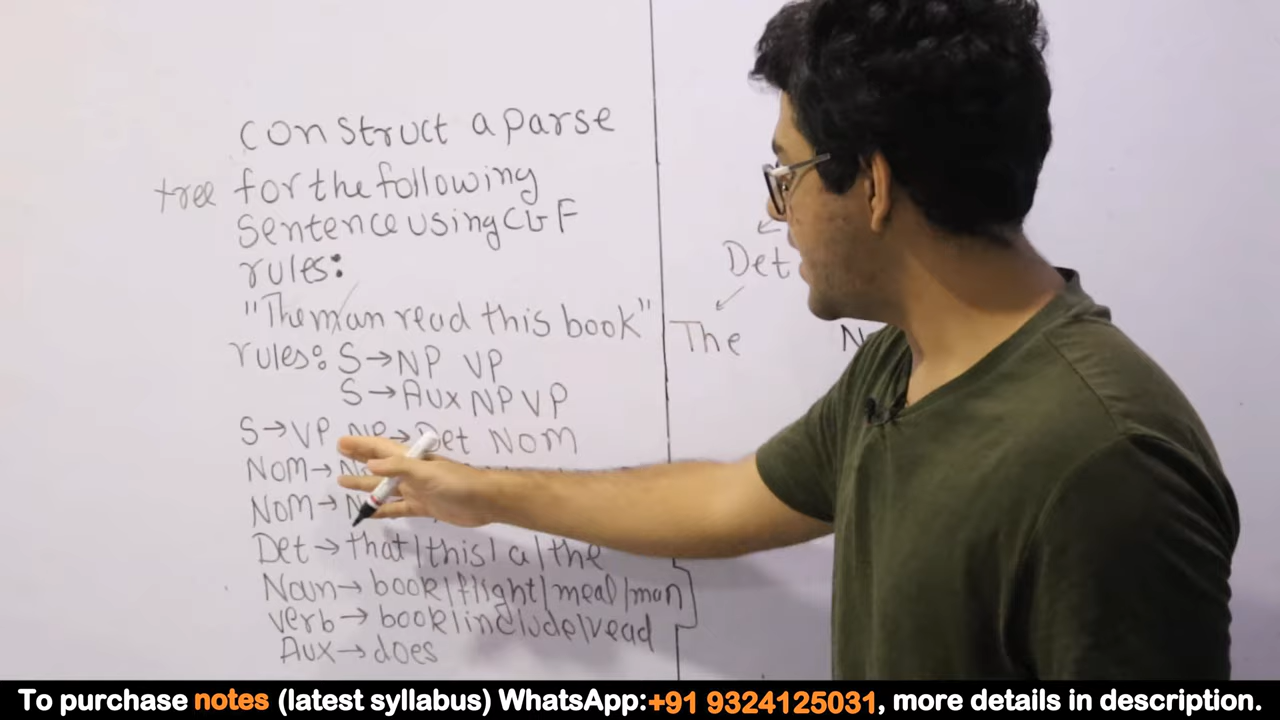 construct a parse
tree for the following
sentence using CGF
rules:
"The man read this book"
rules: S→NP VP
S→Aux NP VP
S→VP NP→Det NOM
NOM→
NOM→
Det→that/this/a/the
Noun→book/flight/meal/man
verb→book/include/read
Aux→does
Det
The
To purchase notes (latest syllabus) WhatsApp:+91 9324125031, more details in description.